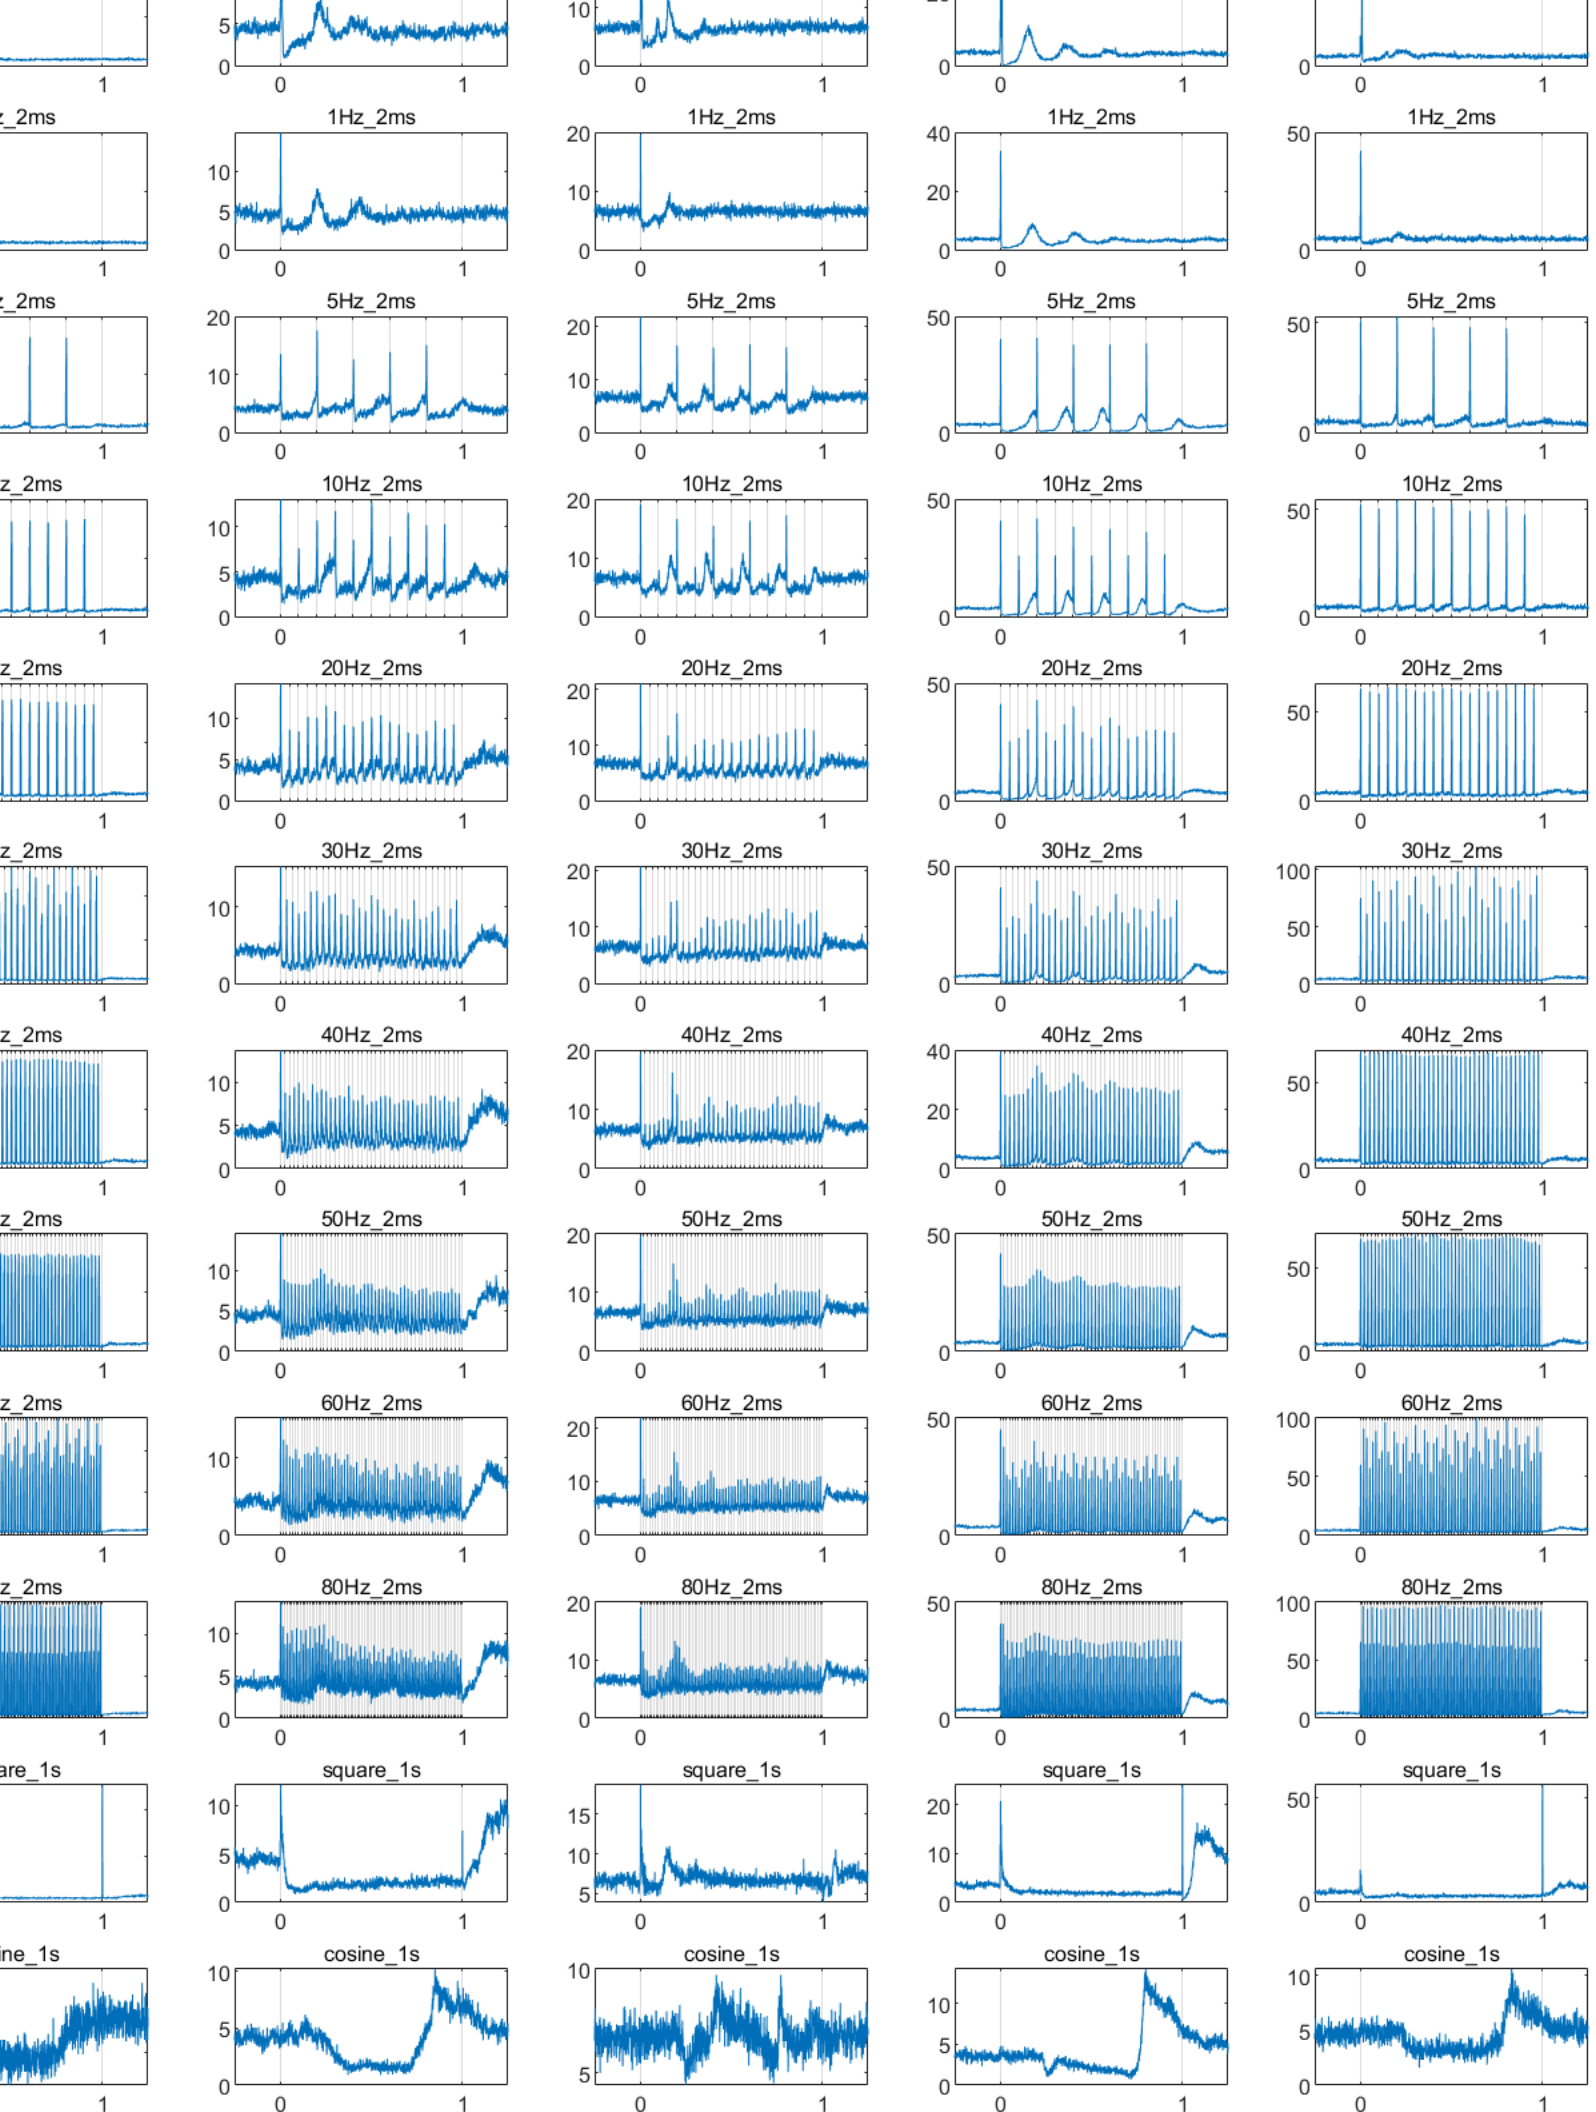 5 10
0 0 0 0
1 0 1 0 1 0 1 0 1
z_2ms 1Hz_2ms 1Hz_2ms 1Hz_2ms 1Hz_2ms
20 40 50
10
10 20
5
0 0 0 0
1 0 1 0 1 0 1 0 1
z_2ms 5Hz_2ms 5Hz_2ms 5Hz_2ms 5Hz_2ms
20 20 50 50
10 10
0 0 0 0
1 0 1 0 1 0 1 0 1
z_2ms 10Hz_2ms 10Hz_2ms 10Hz_2ms 10Hz_2ms
10 20 50 50
5 10
0 0 0 0
1 0 1 0 1 0 1 0 1
z_2ms 20Hz_2ms 20Hz_2ms 20Hz_2ms 20Hz_2ms
10 20 50 50
5 10
0 0 0 0
1 0 1 0 1 0 1 0 1
z_2ms 30Hz_2ms 30Hz_2ms 30Hz_2ms 30Hz_2ms
10 20 50 100
10 50
0 0 0 0
1 0 1 0 1 0 1 0 1
z_2ms 40Hz_2ms 40Hz_2ms 40Hz_2ms 40Hz_2ms
10 20 40 50
5 10 20
0 0 0 0
1 0 1 0 1 0 1 0 1
z_2ms 50Hz_2ms 50Hz_2ms 50Hz_2ms 50Hz_2ms
10 20 50 50
5 10
0 0 0 0
1 0 1 0 1 0 1 0 1
z_2ms 60Hz_2ms 60Hz_2ms 60Hz_2ms 60Hz_2ms
10 20 50 100
10 50
0 0 0 0
1 0 1 0 1 0 1 0 1
z_2ms 80Hz_2ms 80Hz_2ms 80Hz_2ms 80Hz_2ms
10 20 50 100
5 10 50
0 0 0 0
1 0 1 0 1 0 1 0 1
are_1s square_1s square_1s square_1s square_1s
10 15 20 50
5 10 10
0 5 0 0
1 0 1 0 1 0 1 0 1
ine_1s cosine_1s cosine_1s cosine_1s cosine_1s
10 10 10 10
5 5 5 5
0 0 0
1 0 1 0 1 0 1 0 1